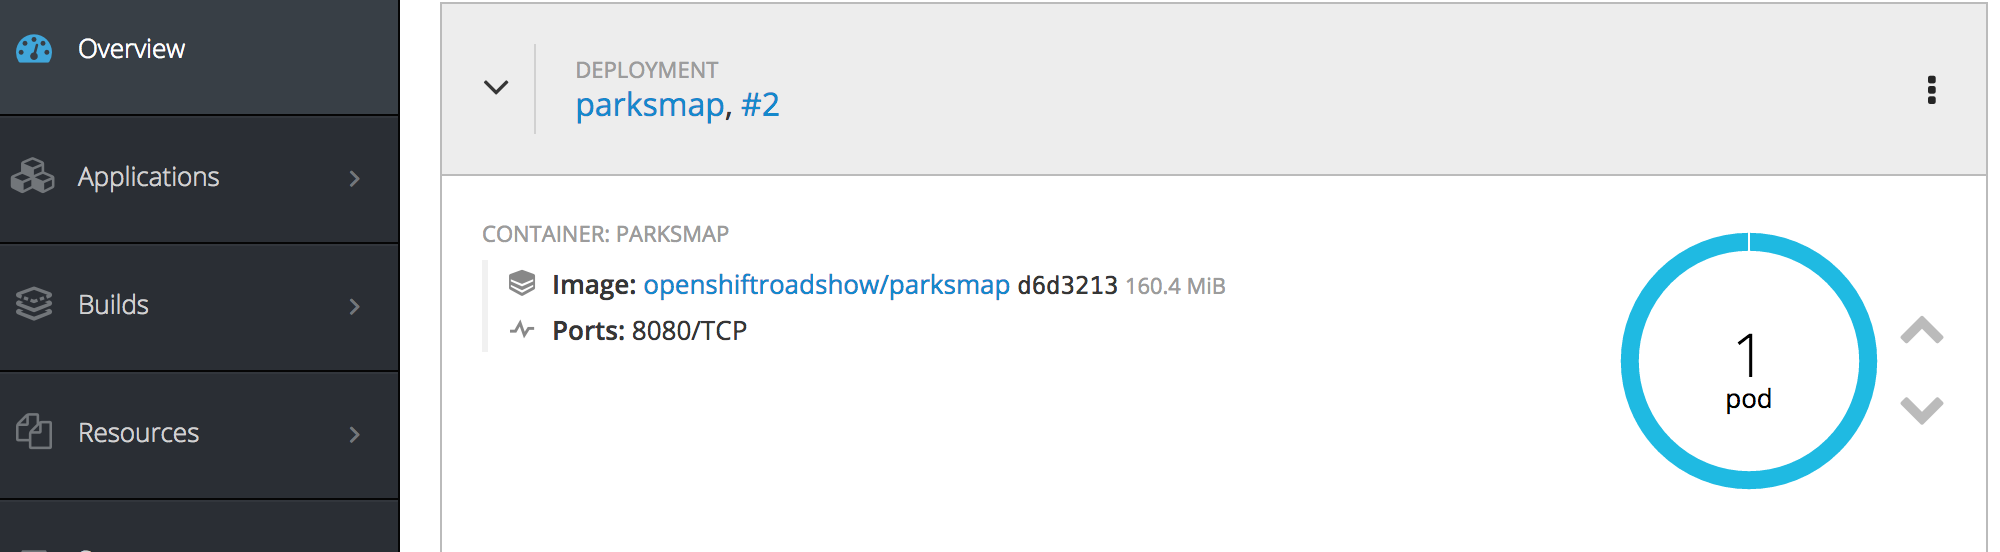 Overview
Applications
Builds
Resources
DEPLOYMENT
parksmap, #2
CONTAINER: PARKSMAP
Image: openshiftroadshow/parksmap d6d3213 160.4 MiB
Ports: 8080/TCP
1
pod